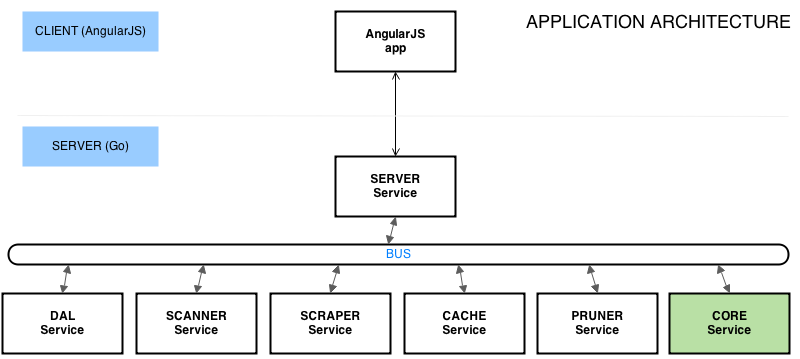 CLIENT (AngularJS)
AngularJS
app
APPLICATION ARCHITECTURE
SERVER (Go)
SERVER
Service
BUS
DAL
Service
SCANNER
Service
SCRAPER
Service
CACHE
Service
PRUNER
Service
CORE
Service